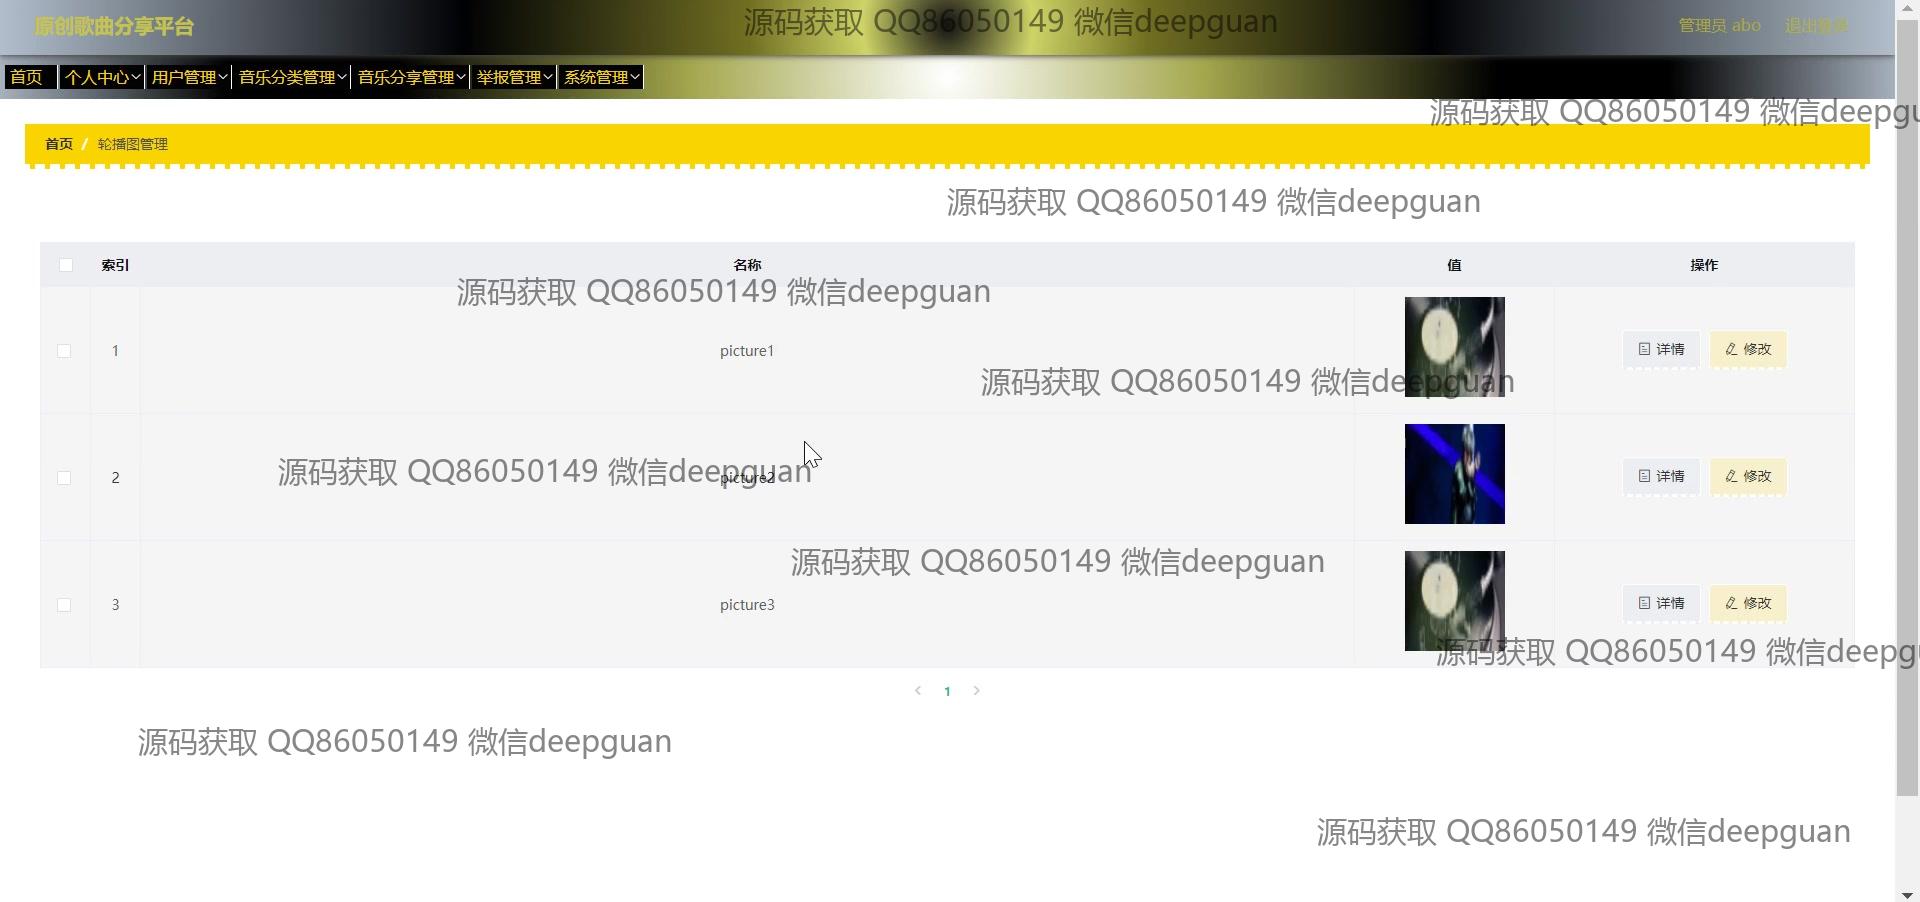 原创歌曲分享平台
源码获取 QQ86050149 微信deepguan
管理员 abo 退出登录
首页 个人中心 用户管理 音乐分类管理 音乐分享管理 举报管理 系统管理
源码获取 QQ86050149 微信deepgu
首页 / 轮播图管理
源码获取 QQ86050149 微信deepguan
索引 名称 值 操作
源码获取 QQ86050149 微信deepguan
1 picture1 详情 修改
源码获取 QQ86050149 微信deepguan
源码获取 QQ86050149 微信deepguan
2 picture2 详情 修改
源码获取 QQ86050149 微信deepguan
3 picture3 详情 修改
源码获取 QQ86050149 微信deepg
1
源码获取 QQ86050149 微信deepguan
源码获取 QQ86050149 微信deepguan